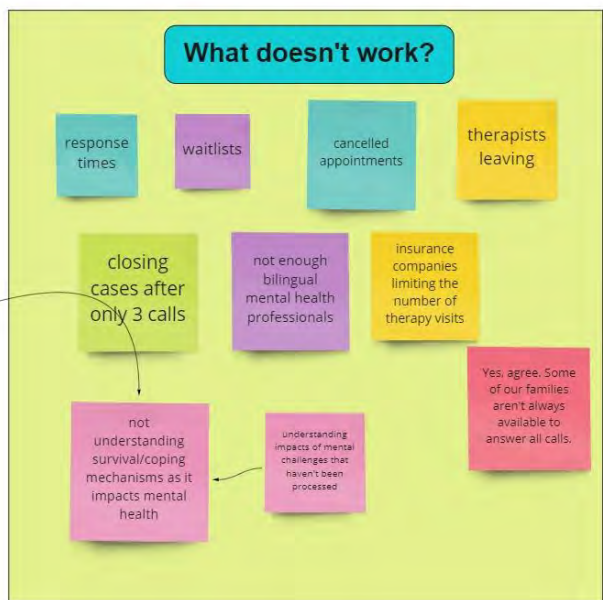 What doesn't work?
response
times
waitlists
cancelled
appointments
therapists
leaving
closing
cases after
only 3 calls
not enough
bilingual
mental health
professionals
insurance
companies
limiting the
number of
therapy visits
Yes, agree. Some
of our families
aren't always
available to
answer all calls.
not
understanding
survival/coping
mechanisms as it
impacts mental
health
understanding
impacts of mental
challenges that
haven't been
processed